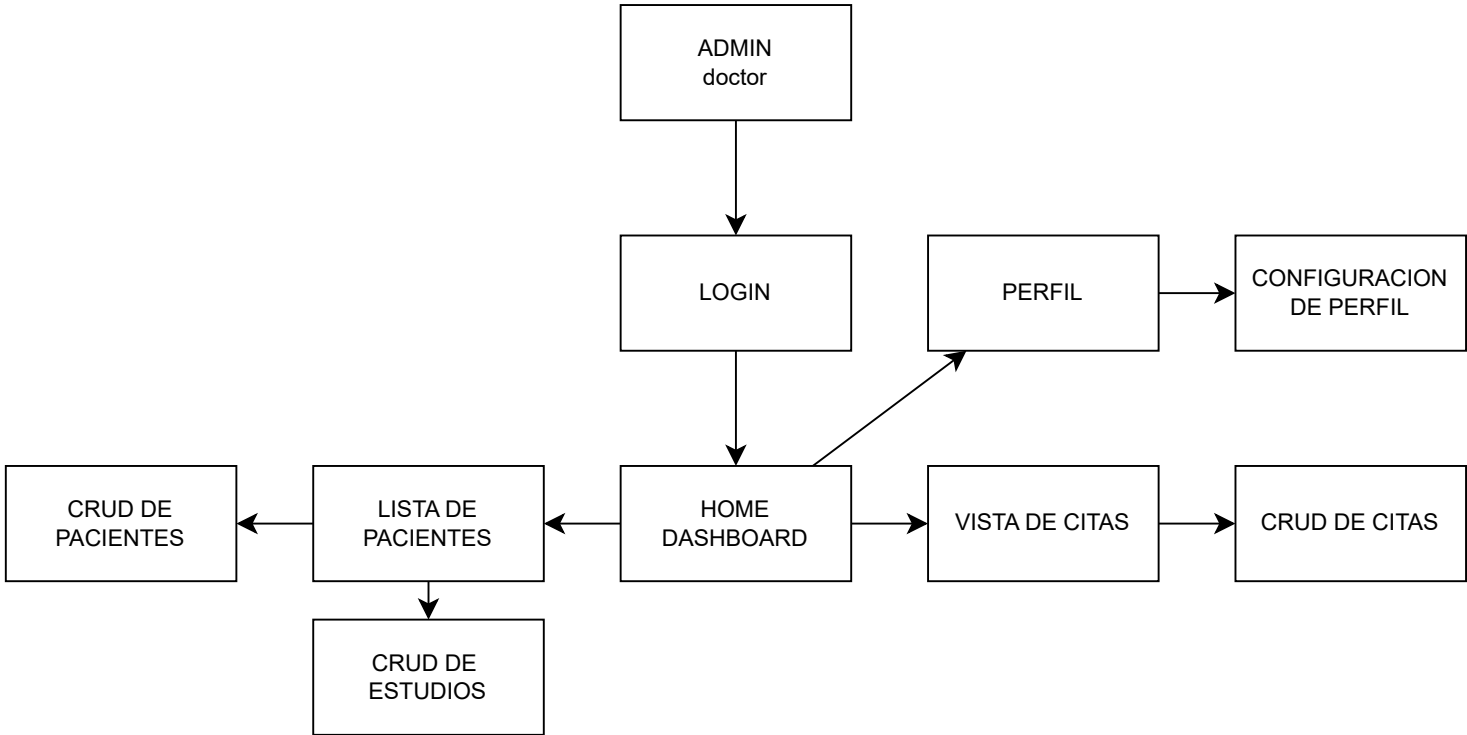 ADMIN
doctor
LOGIN
PERFIL
CONFIGURACION
DE PERFIL
CRUD DE
PACIENTES
LISTA DE
PACIENTES
HOME
DASHBOARD
VISTA DE CITAS
CRUD DE CITAS
CRUD DE
ESTUDIOS